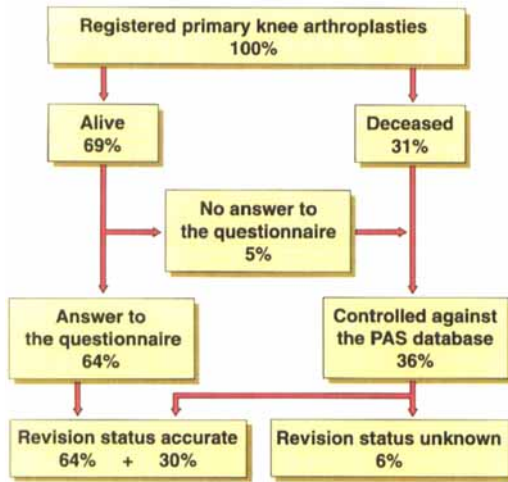 Registered primary knee arthroplasties
100%
Alive
69%
Deceased
31%
No answer to
the questionnaire
5%
Answer to
the questionnaire
64%
Controlled against
the PAS database
36%
Revision status accurate
64% + 30%
Revision status unknown
6%